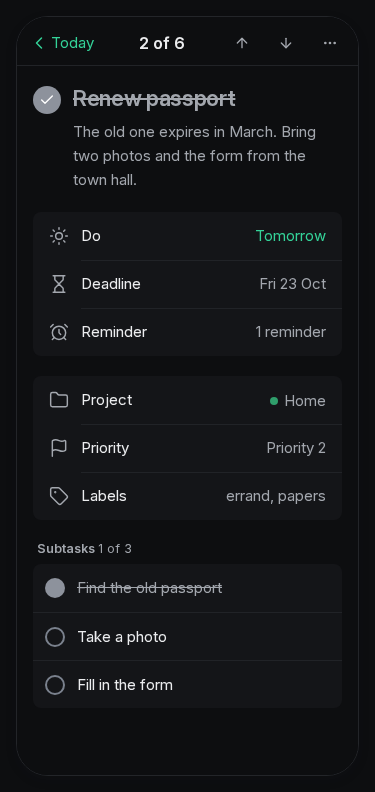 Today
2 of 6
Renew passport
The old one expires in March. Bring
two photos and the form from the
town hall.
Do
Tomorrow
Deadline
Fri 23 Oct
Reminder
1 reminder
Project
Home
Priority
Priority 2
Labels
errand, papers
Subtasks 1 of 3
Find the old passport
Take a photo
Fill in the form